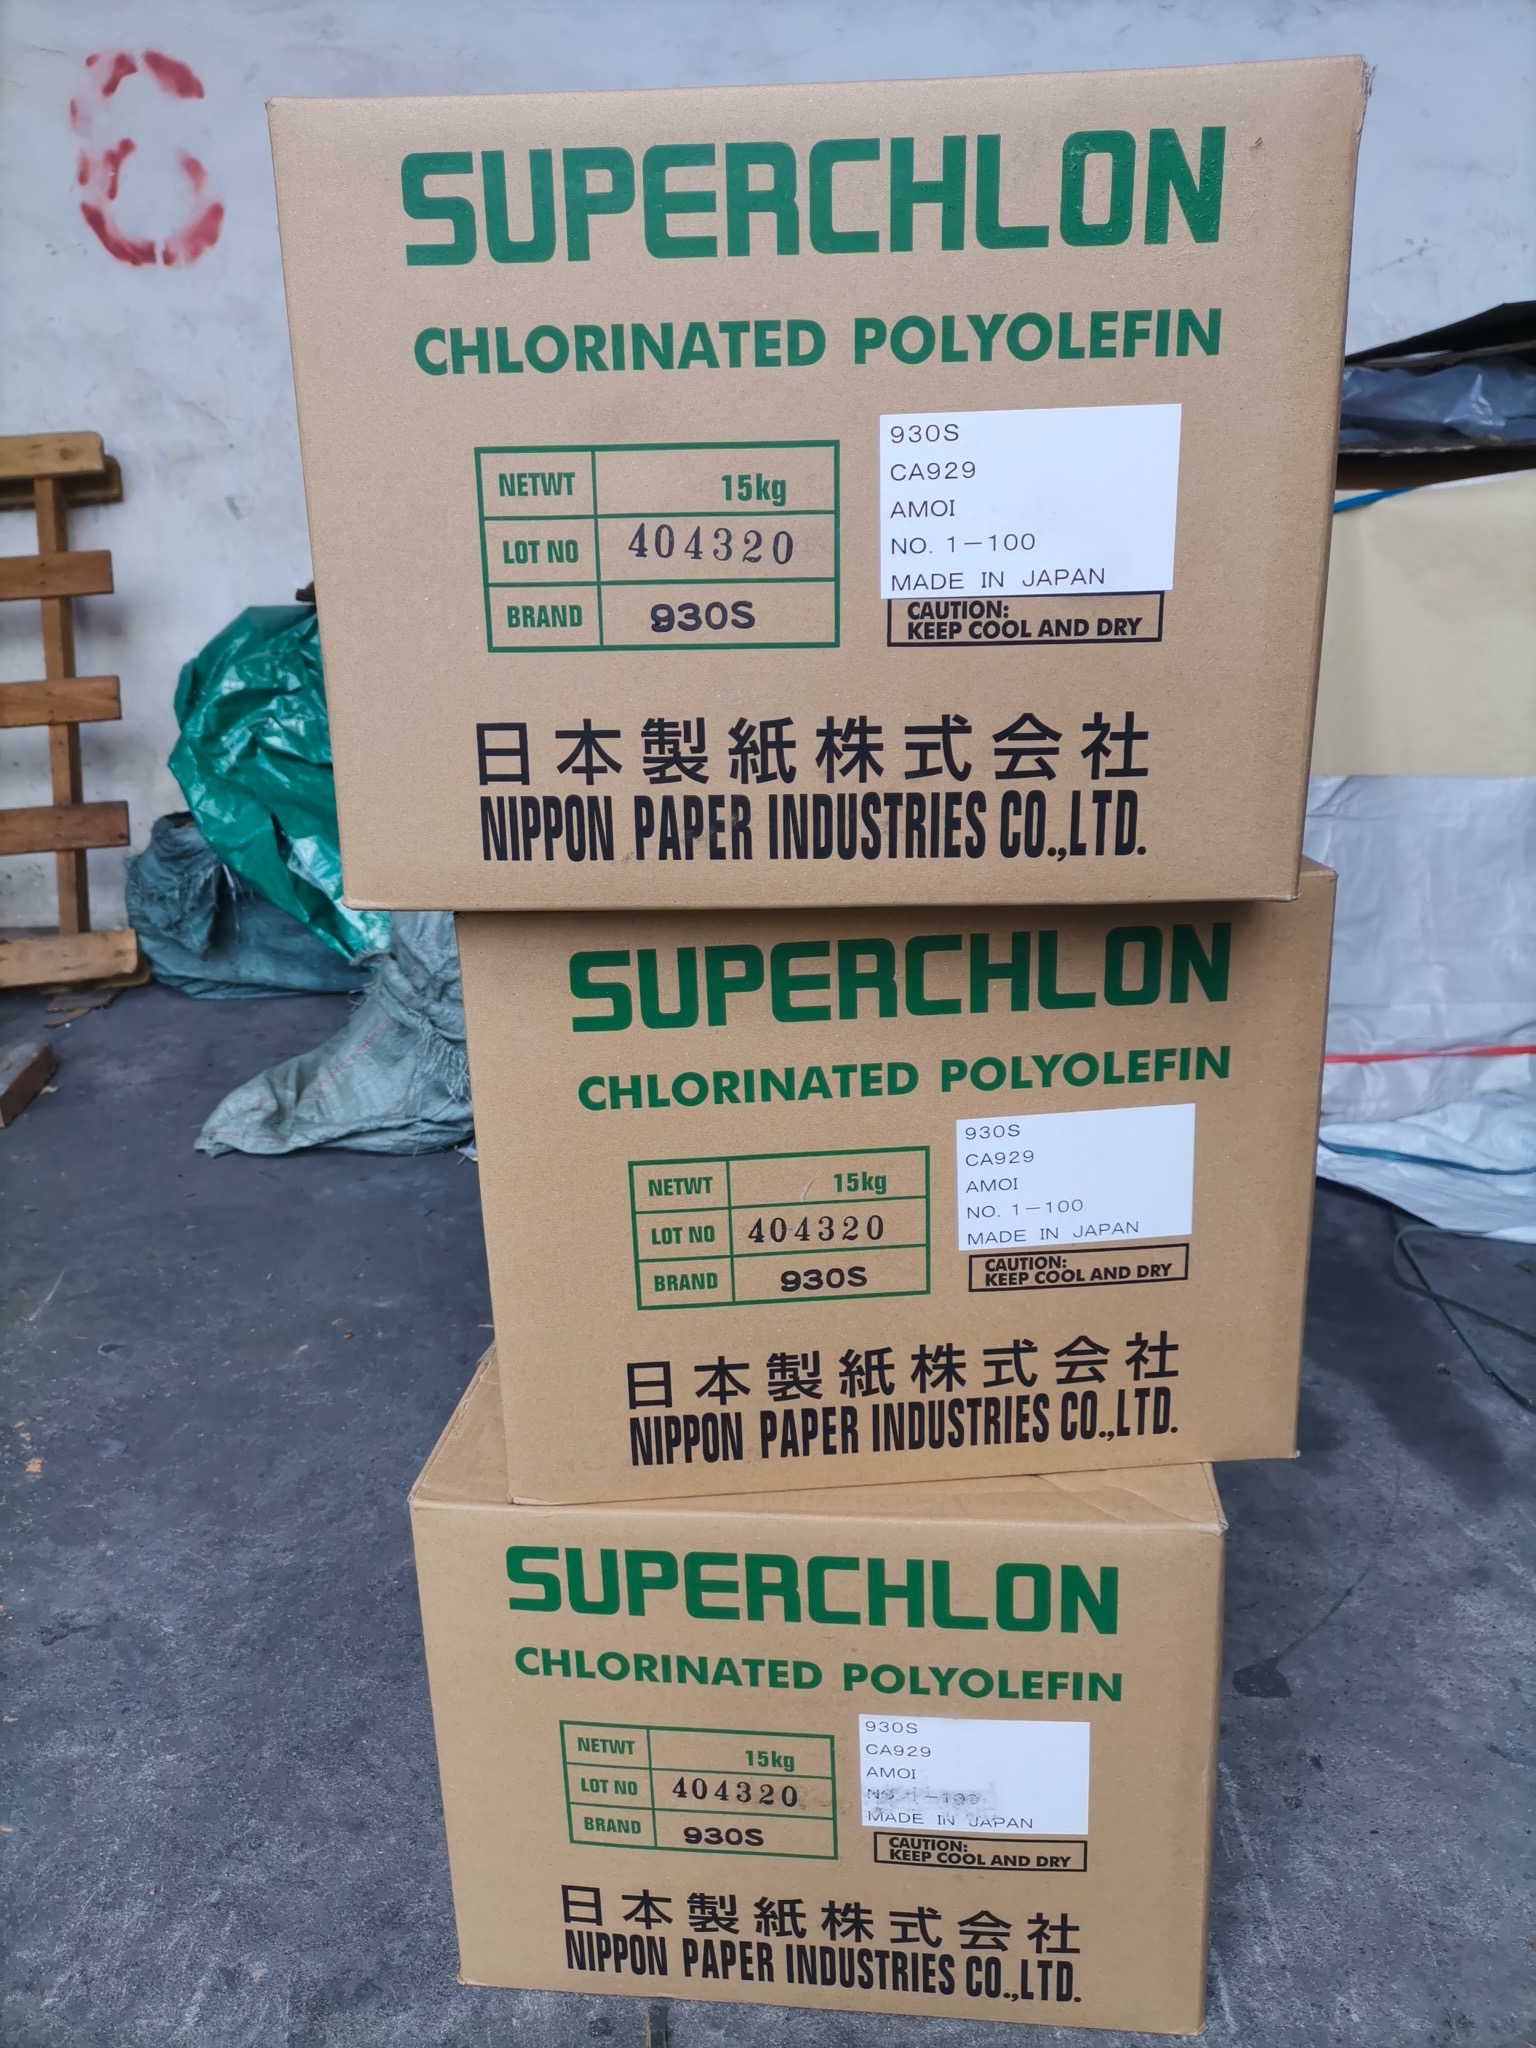 6
SUPERCHLON
CHLORINATED POLYOLEFIN
NETWT 15kg
LOT NO 404320
BRAND 930S
930S
CA929
AMOI
NO. 1-100
MADE IN JAPAN
CAUTION:
KEEP COOL AND DRY
日本製紙株式会社
NIPPON PAPER INDUSTRIES CO.,LTD.
SUPERCHLON
CHLORINATED POLYOLEFIN
NETWT 15kg
LOT NO 404320
BRAND 930S
930S
CA929
AMOI
NO. 1-100
MADE IN JAPAN
CAUTION:
KEEP COOL AND DRY
日本製紙株式会社
NIPPON PAPER INDUSTRIES CO.,LTD.
SUPERCHLON
CHLORINATED POLYOLEFIN
NETWT 15kg
LOT NO 404320
BRAND 930S
930S
CA929
AMOI
NO. 1-100
MADE IN JAPAN
CAUTION:
KEEP COOL AND DRY
日本製紙株式会社
NIPPON PAPER INDUSTRIES CO.,LTD.